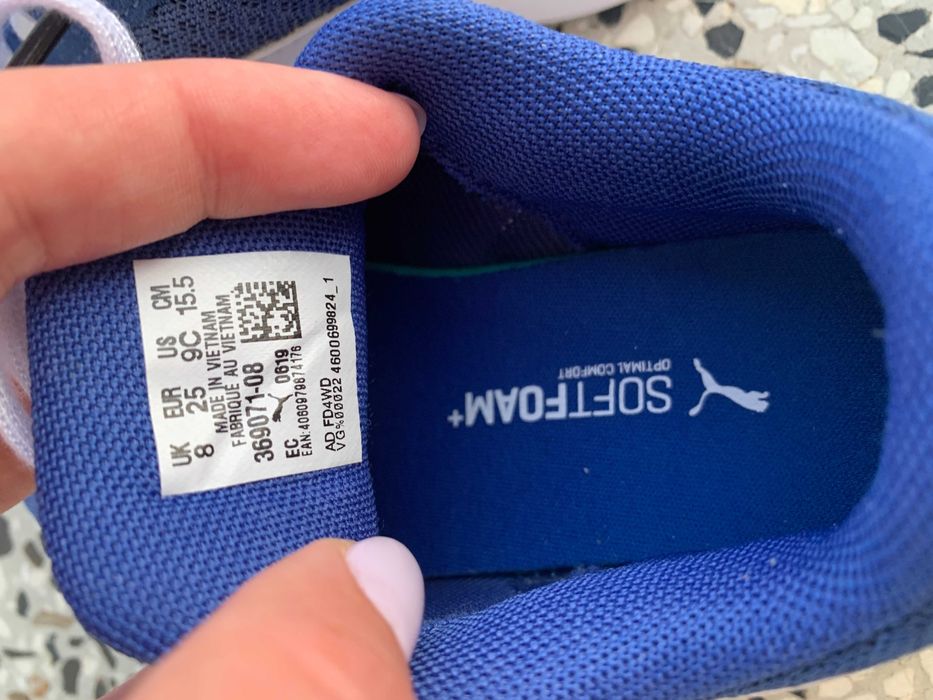 UK EUR US CM
8 25 9C 15.5
MADE IN VIETNAM
FABRIQUÉ AU VIETNAM
369071-08
EC 0619
EAN:4060979874176
AD FD4WD
VG%00022 4600699824_1
SOFTFOAM+
OPTIMAL COMFORT